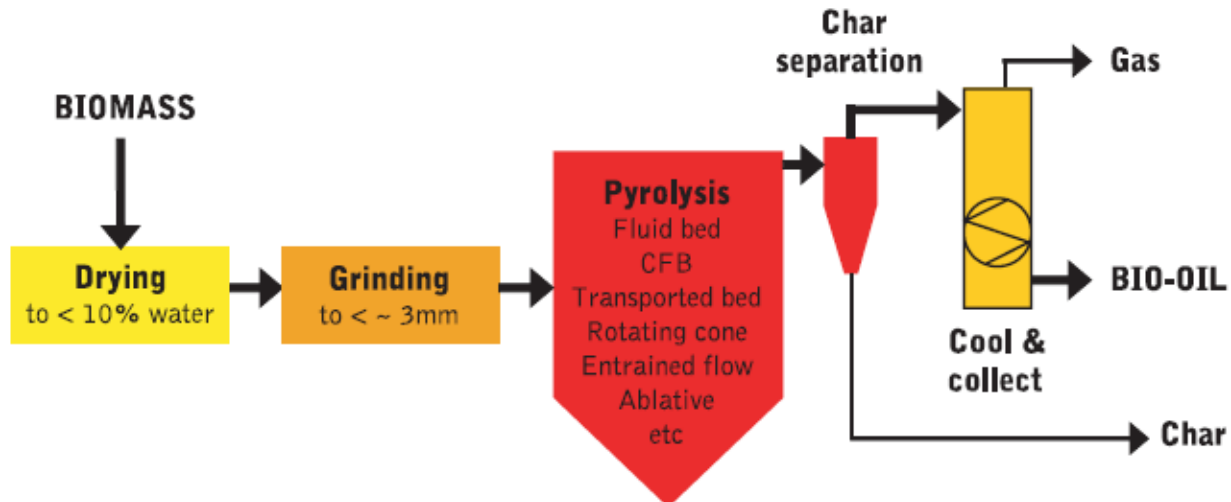 BIOMASS
Drying
to < 10% water
Grinding
to < ~ 3mm
Pyrolysis
Fluid bed
CFB
Transported bed
Rotating cone
Entrained flow
Ablative
etc
Char
separation
Gas
BIO-OIL
Cool &
collect
Char